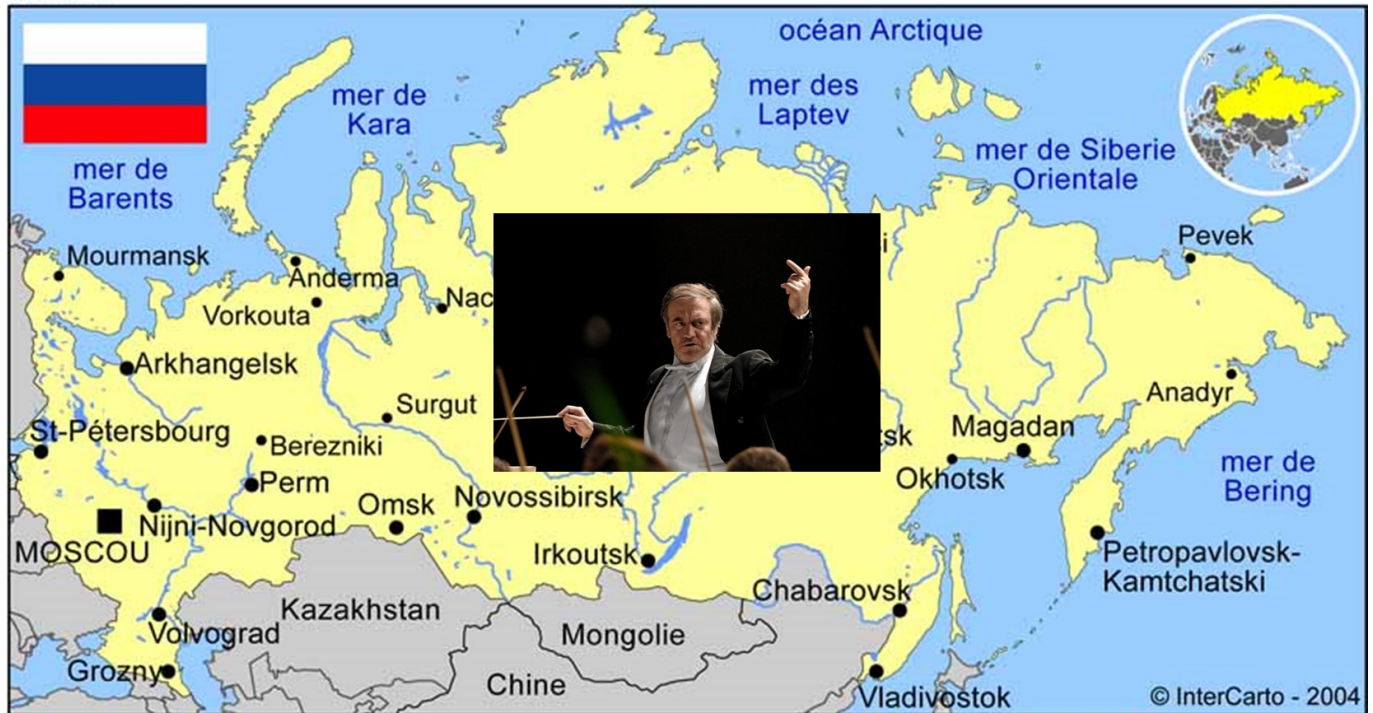 océan Arctique
mer de
Kara
mer des
Laptev
mer de
Barents
mer de Siberie
Orientale
Mourmansk
Pevek
Anderma
Vorkouta
Arkhangelsk
Anadyr
Surgut
St-Pétersbourg
Berezniki
Magadan
Okhotsk
mer de
Bering
Perm
Omsk
Novossibirsk
Nijni-Novgorod
MOSCOU
Irkoutsk
Petropavlovsk-
Kamtchatski
Chabarovsk
Kazakhstan
Mongolie
Volvograd
Grozny
Chine
Vladivostok
© InterCarto - 2004